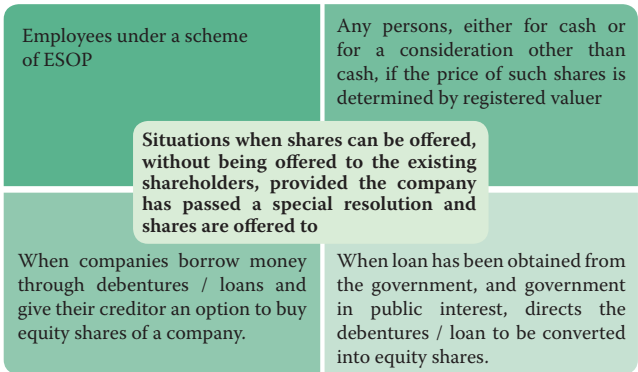 Employees under a scheme
of ESOP
Any persons, either for cash or
for a consideration other than
cash, if the price of such shares is
determined by registered valuer
Situations when shares can be offered,
without being offered to the existing
shareholders, provided the company
has passed a special resolution and
shares are offered to
When companies borrow money
through debentures / loans and
give their creditor an option to buy
equity shares of a company.
When loan has been obtained from
the government, and government
in public interest, directs the
debentures / loan to be converted
into equity shares.